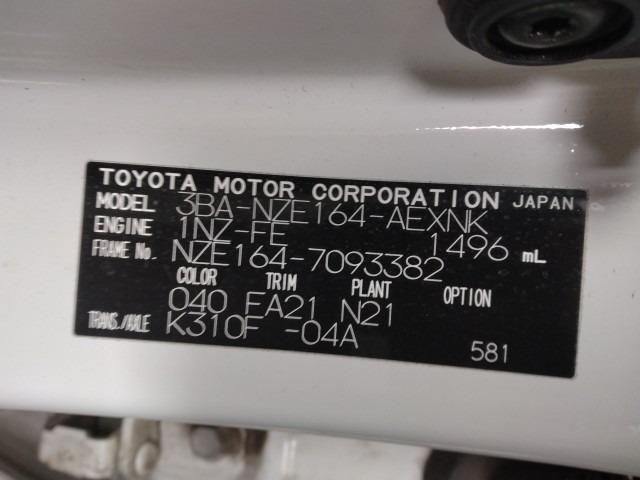 TOYOTA MOTOR CORPORATION JAPAN
MODEL 3BA-NZE164-AEXNK
ENGINE 1NZ-FE 1496 mL
FRAME No. NZE164-7093382
COLOR TRIM PLANT OPTION
040 FA21 N21
TRANS./AXLE K310F -04A
581